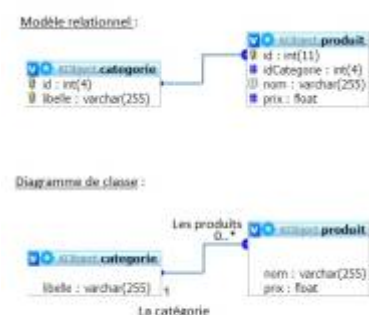 Modèle relationnel :
produit
id : int(11)
categorie
idCategorie : int(4)
id : int(4)
nom : varchar(255)
libelle : varchar(255)
prix : float
Diagramme de classe :
Les produits
0..*
produit
categorie
nom : varchar(255)
libelle : varchar(255)
1
prix : float
La catégorie